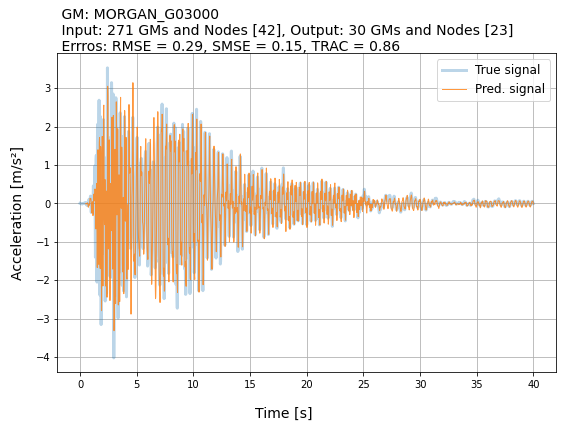 GM: MORGAN_G03000
Input: 271 GMs and Nodes [42], Output: 30 GMs and Nodes [23]
Errros: RMSE = 0.29, SMSE = 0.15, TRAC = 0.86
True signal
Pred. signal
Acceleration [m/s²]
3
2
1
0
−1
−2
−3
−4
0
5
10
15
20
25
30
35
40
Time [s]